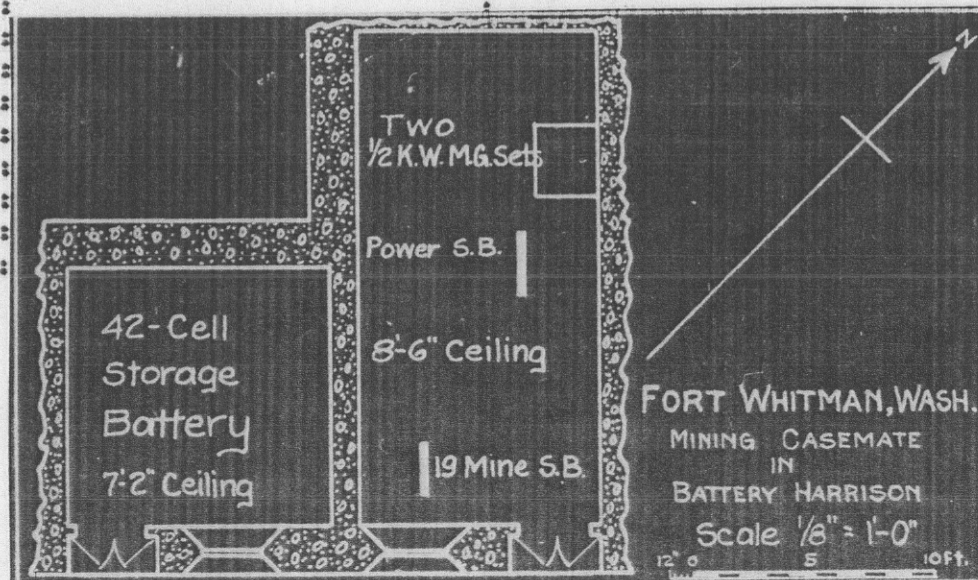 TWO
1/2 K.W. M.G. Sets
Power S.B.
42-Cell
Storage
Battery
7'-2" Ceiling
8'-6" Ceiling
19 Mine S.B.
N
FORT WHITMAN, WASH.
MINING CASEMATE
IN
BATTERY HARRISON
Scale 1/8" = 1'-0"
12" 0 5 10 Ft.